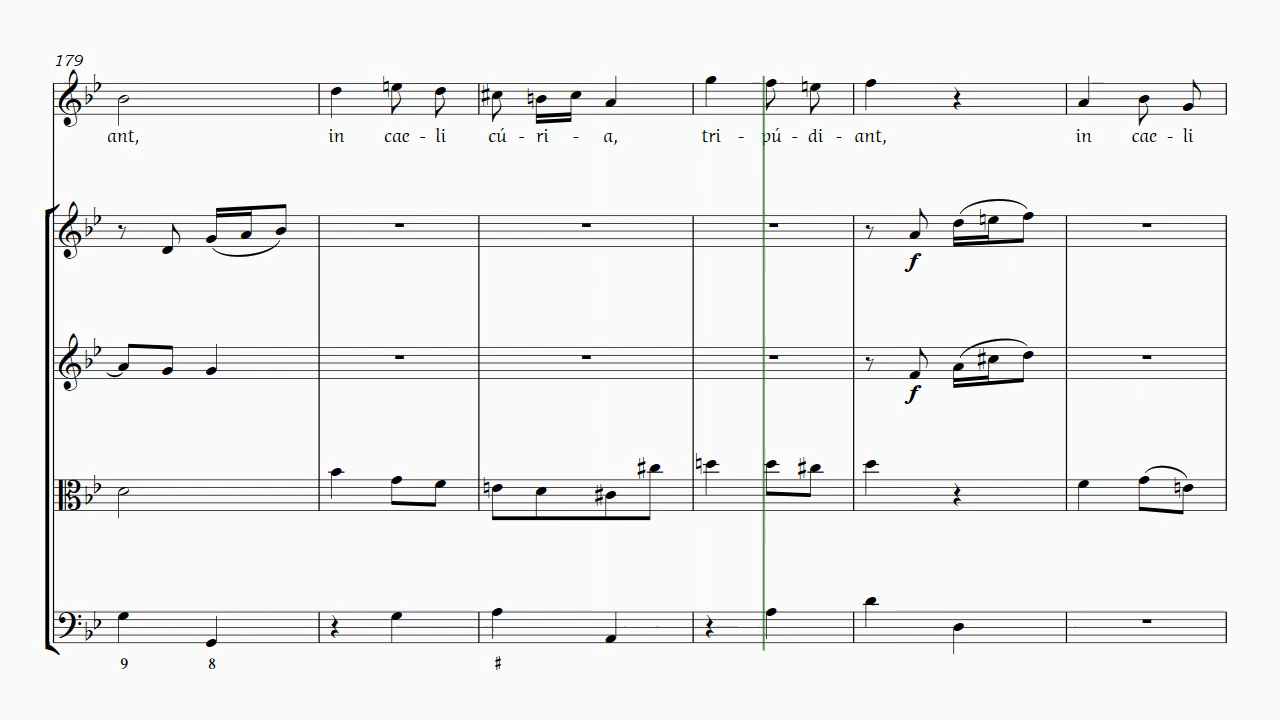 179
ant, in cae - li cú - ri - a, tri - pú - di - ant, in cae - li
f
f
9 8 ♯